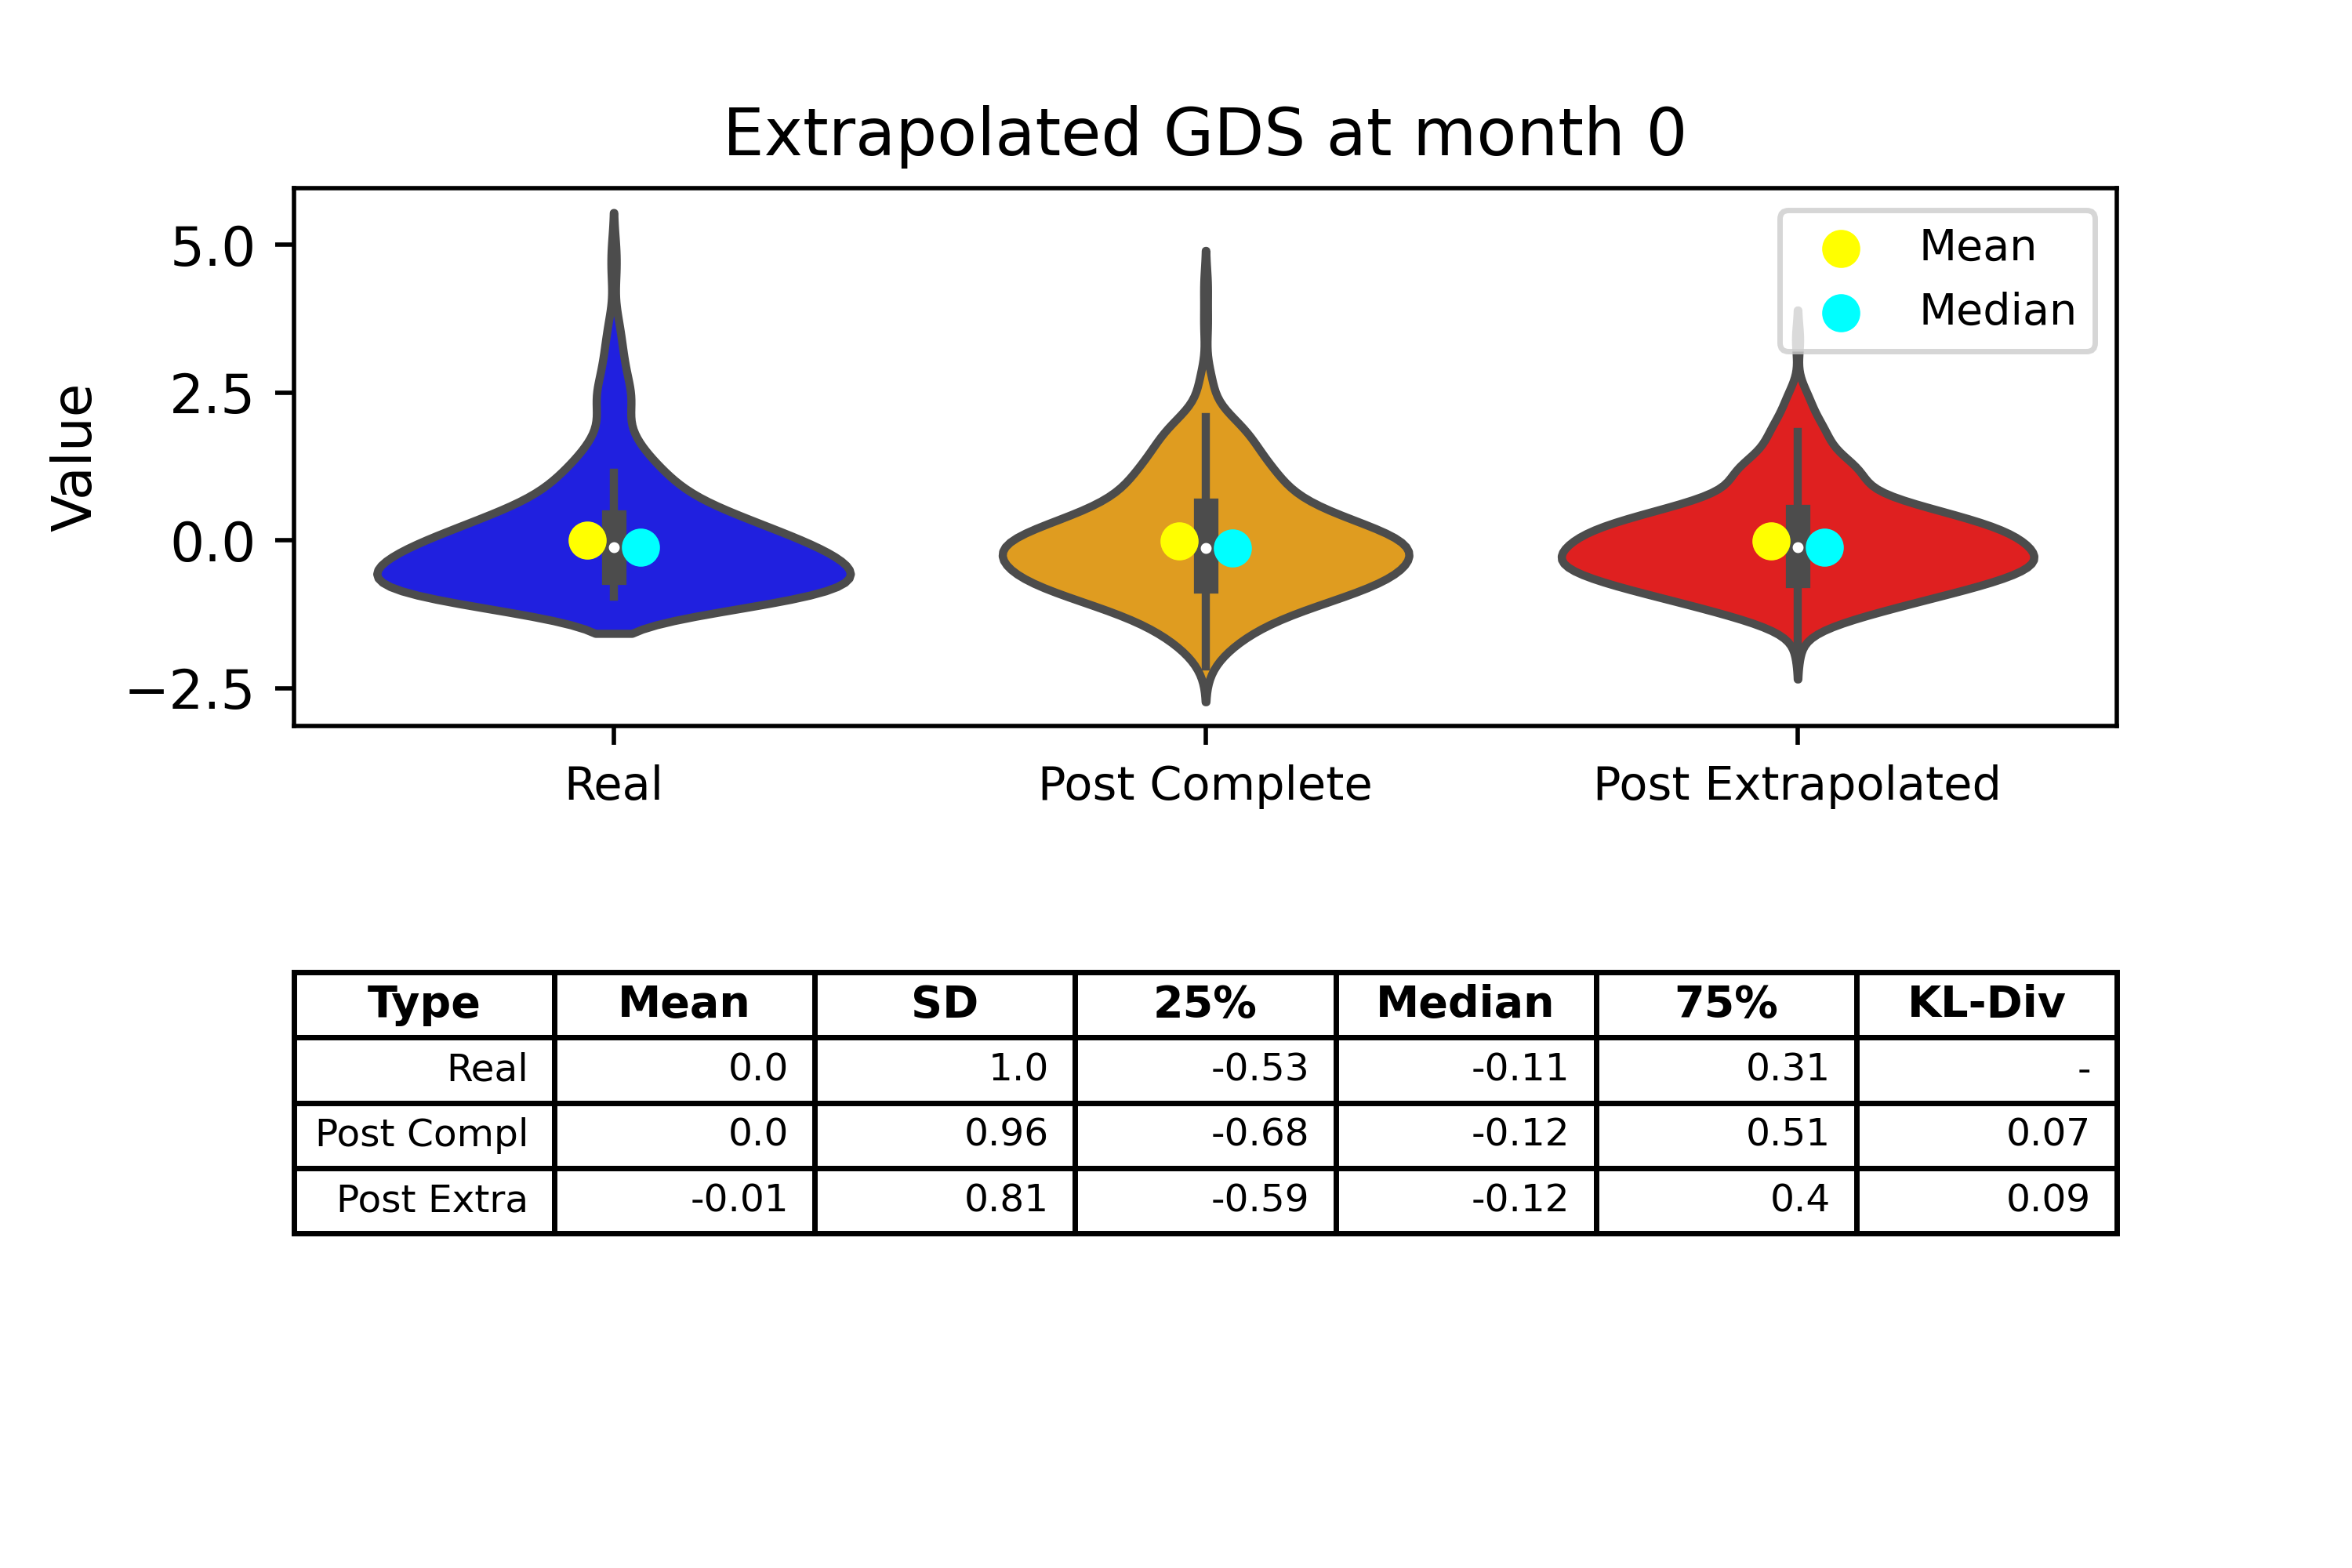 Extrapolated GDS at month 0
Value
5.0
2.5
0.0
−2.5
Mean
Median
Real Post Complete Post Extrapolated
Type Mean SD 25% Median 75% KL-Div
Real 0.0 1.0 -0.53 -0.11 0.31 -
Post Compl 0.0 0.96 -0.68 -0.12 0.51 0.07
Post Extra -0.01 0.81 -0.59 -0.12 0.4 0.09